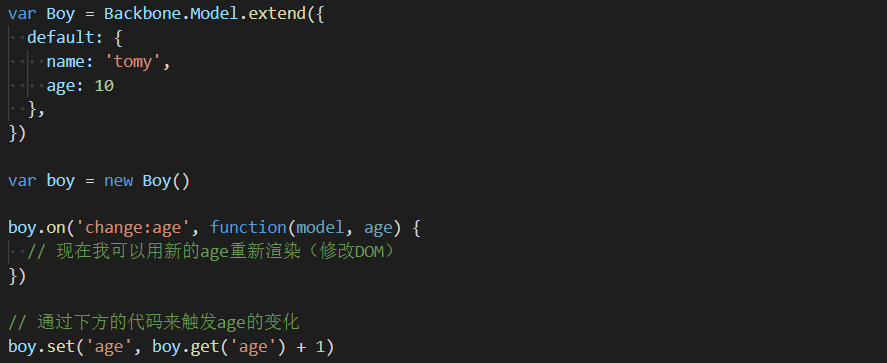 var Boy = Backbone.Model.extend({
  default: {
    name: 'tomy',
    age: 10
  },
})
var boy = new Boy()
boy.on('change:age', function(model, age) {
  // 现在我可以用新的age重新渲染（修改DOM）
})
// 通过下方的代码来触发age的变化
boy.set('age', boy.get('age') + 1)